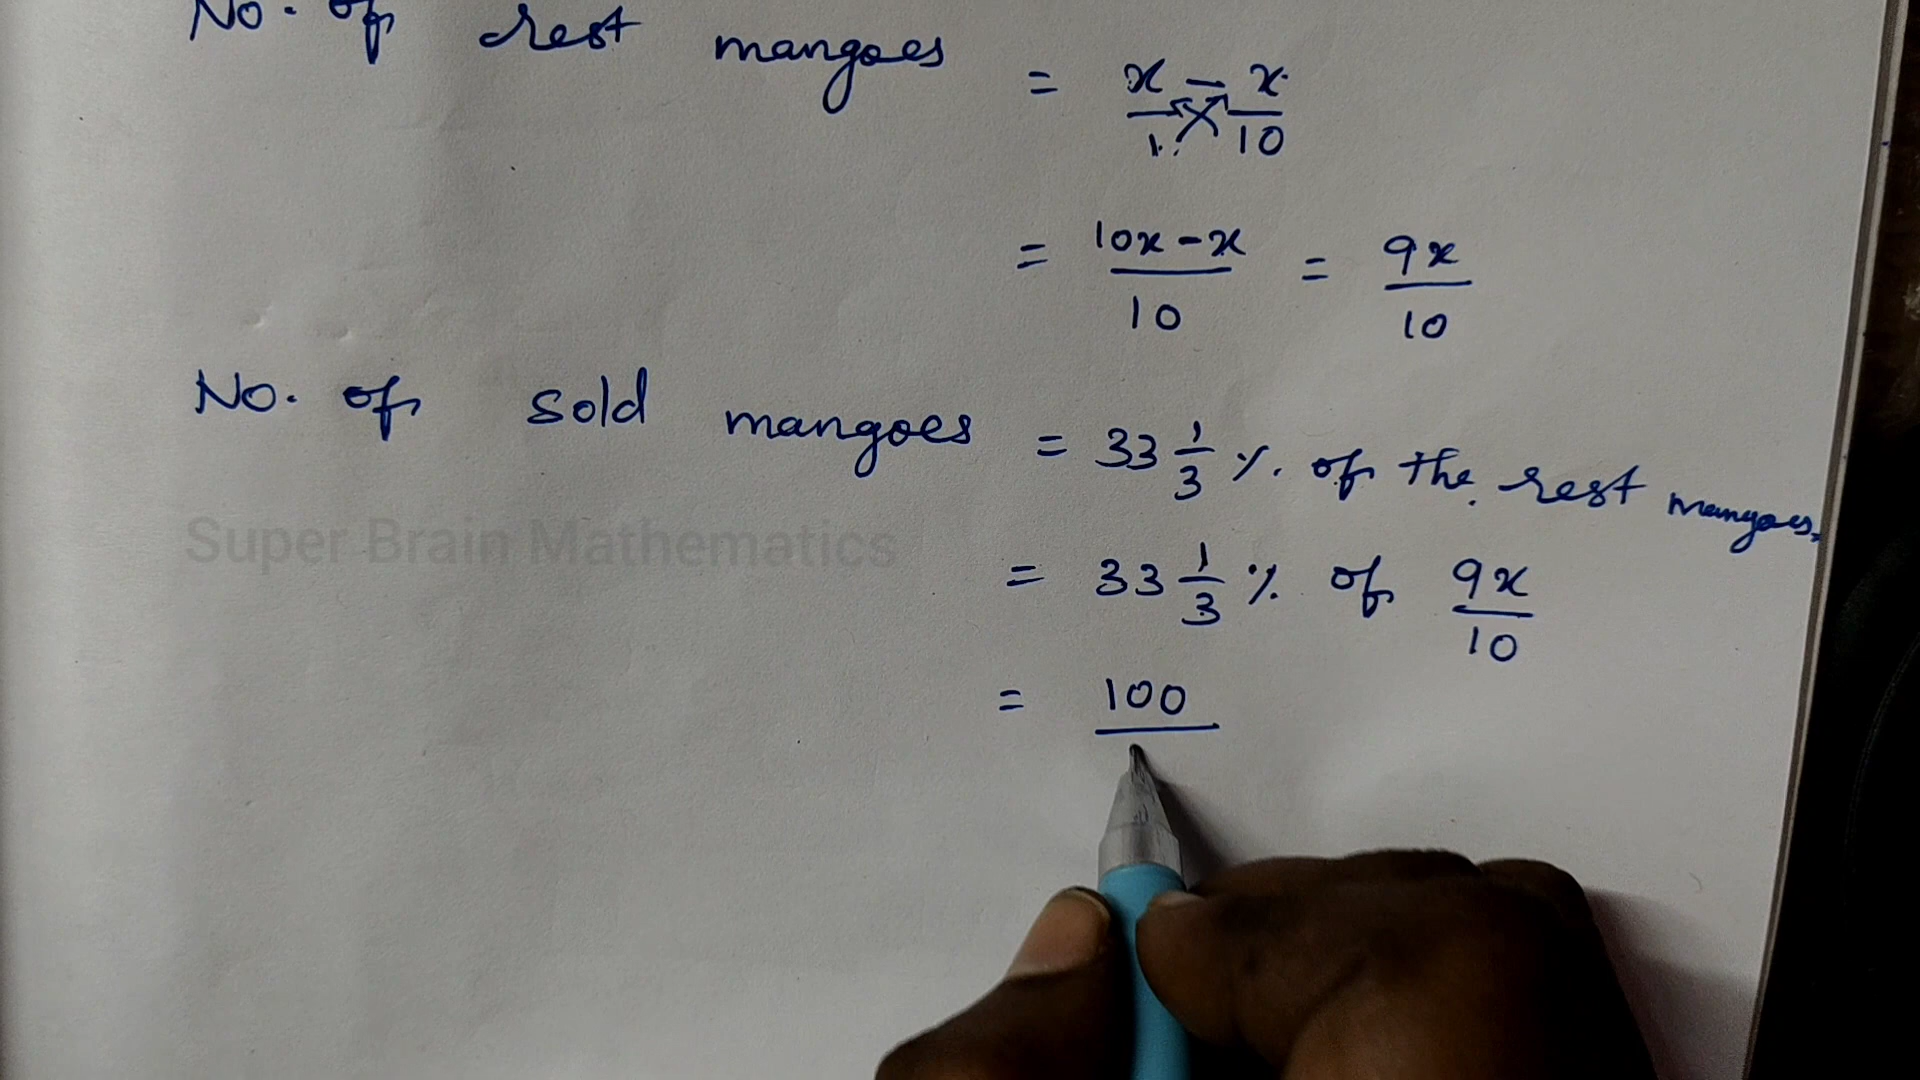 No. of rest mangoes = x/1 - x/10
= 10x - x/10 = 9x/10
No. of sold mangoes = 33 1/3 %. of the rest mangoes.
= 33 1/3 % of 9x/10
Super Brain Mathematics
= 100